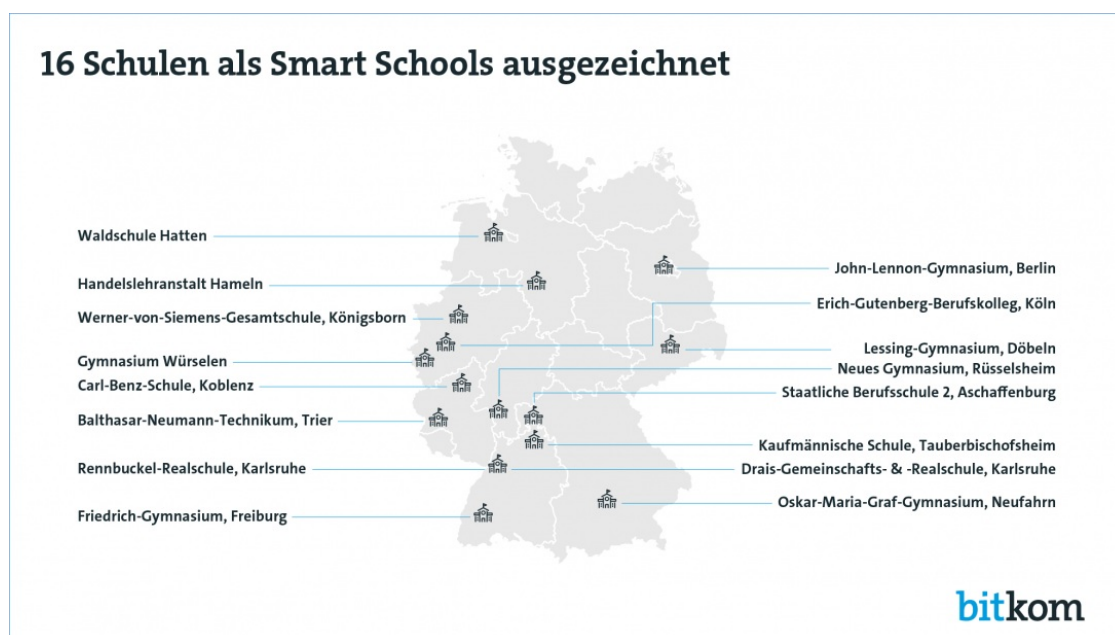 16 Schulen als Smart Schools ausgezeichnet
Waldschule Hatten
Handelslehranstalt Hameln
Werner-von-Siemens-Gesamtschule, Königsborn
Gymnasium Würselen
Carl-Benz-Schule, Koblenz
Balthasar-Neumann-Technikum, Trier
Rennbuckel-Realschule, Karlsruhe
Friedrich-Gymnasium, Freiburg
John-Lennon-Gymnasium, Berlin
Erich-Gutenberg-Berufskolleg, Köln
Lessing-Gymnasium, Döbeln
Neues Gymnasium, Rüsselsheim
Staatliche Berufsschule 2, Aschaffenburg
Kaufmännische Schule, Tauberbischofsheim
Drais-Gemeinschafts- & -Realschule, Karlsruhe
Oskar-Maria-Graf-Gymnasium, Neufahrn
bitkom